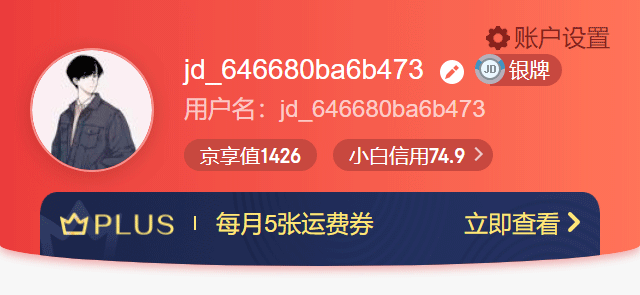 账户设置
jd_646680ba6b473 JD 银牌
用户名：jd_646680ba6b473
京享值1426 小白信用74.9
PLUS 每月5张运费券 立即查看